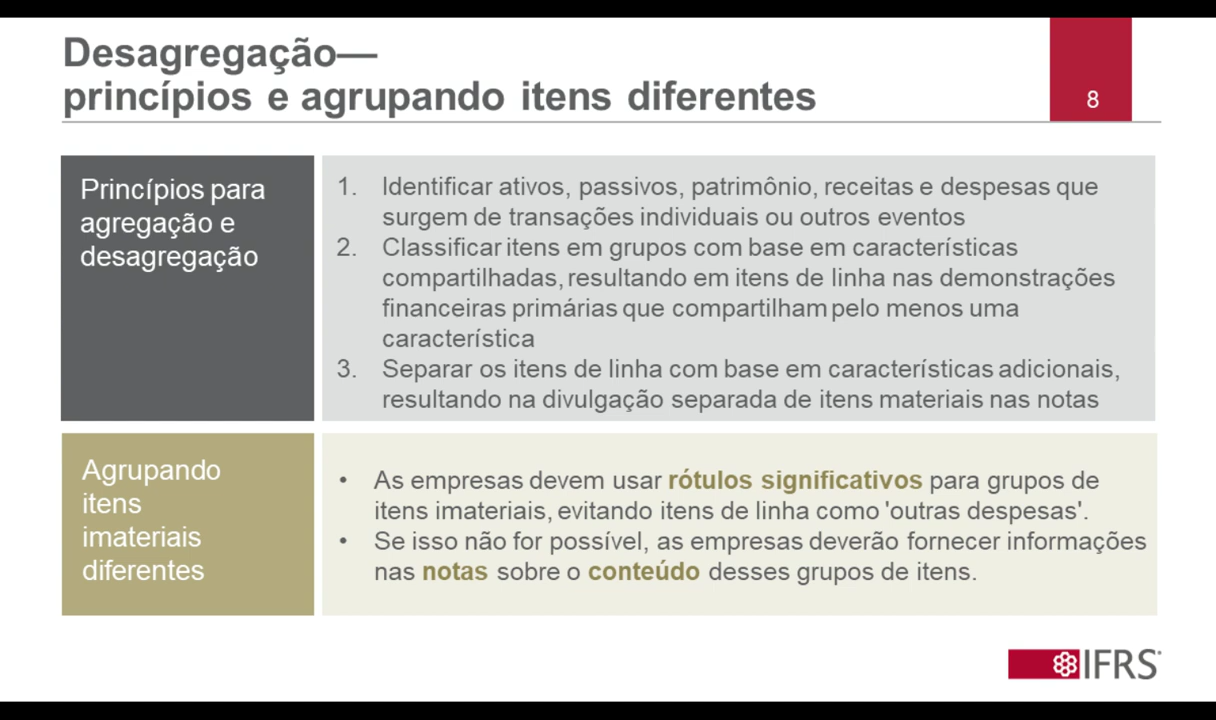 Desagregação—
princípios e agrupando itens diferentes
8
Princípios para
agregação e
desagregação
1. Identificar ativos, passivos, patrimônio, receitas e despesas que
surgem de transações individuais ou outros eventos
2. Classificar itens em grupos com base em características
compartilhadas, resultando em itens de linha nas demonstrações
financeiras primárias que compartilham pelo menos uma
característica
3. Separar os itens de linha com base em características adicionais,
resultando na divulgação separada de itens materiais nas notas
Agrupando
itens
imateriais
diferentes
• As empresas devem usar rótulos significativos para grupos de
itens imateriais, evitando itens de linha como 'outras despesas'.
• Se isso não for possível, as empresas deverão fornecer informações
nas notas sobre o conteúdo desses grupos de itens.
IFRS